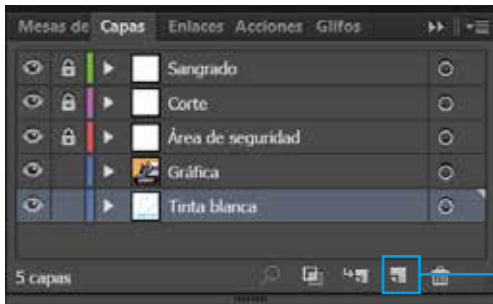 Mesas de Capas Enlaces Acciones Glifos
Sangrado
Corte
Área de seguridad
Gráfica
Tinta blanca
5 capas